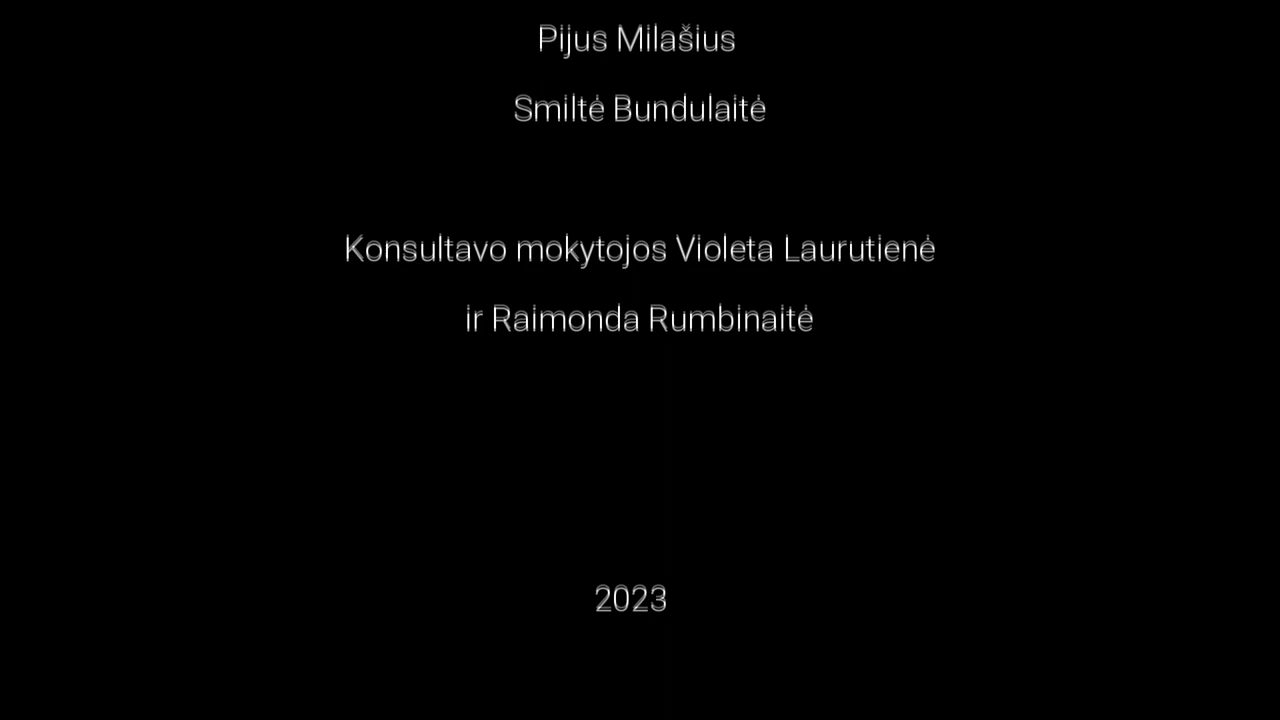 Pijus Milašius
Smiltė Bundulaitė
Konsultavo mokytojos Violeta Laurutienė
ir Raimonda Rumbinaitė
2023